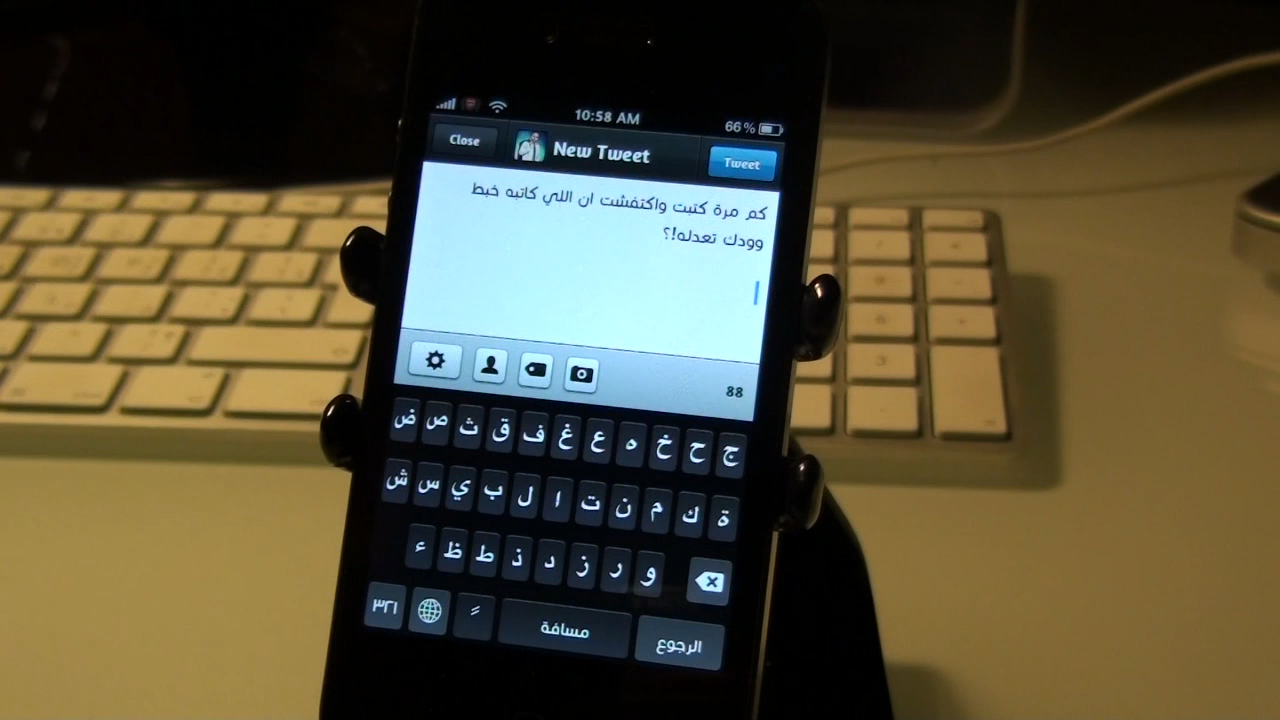 10:58 AM
66%
Close
New Tweet
Tweet
كم مرة كتبت واكتفشت ان اللي كاتبه خبط
وودك تعدله!؟
88
ض ص ث ق ف غ ع ه خ ح ج
ش س ي ب ل ا ت ن م ك ة
ء ظ ط ذ د ز ر و
٣٢١
مسافة
الرجوع